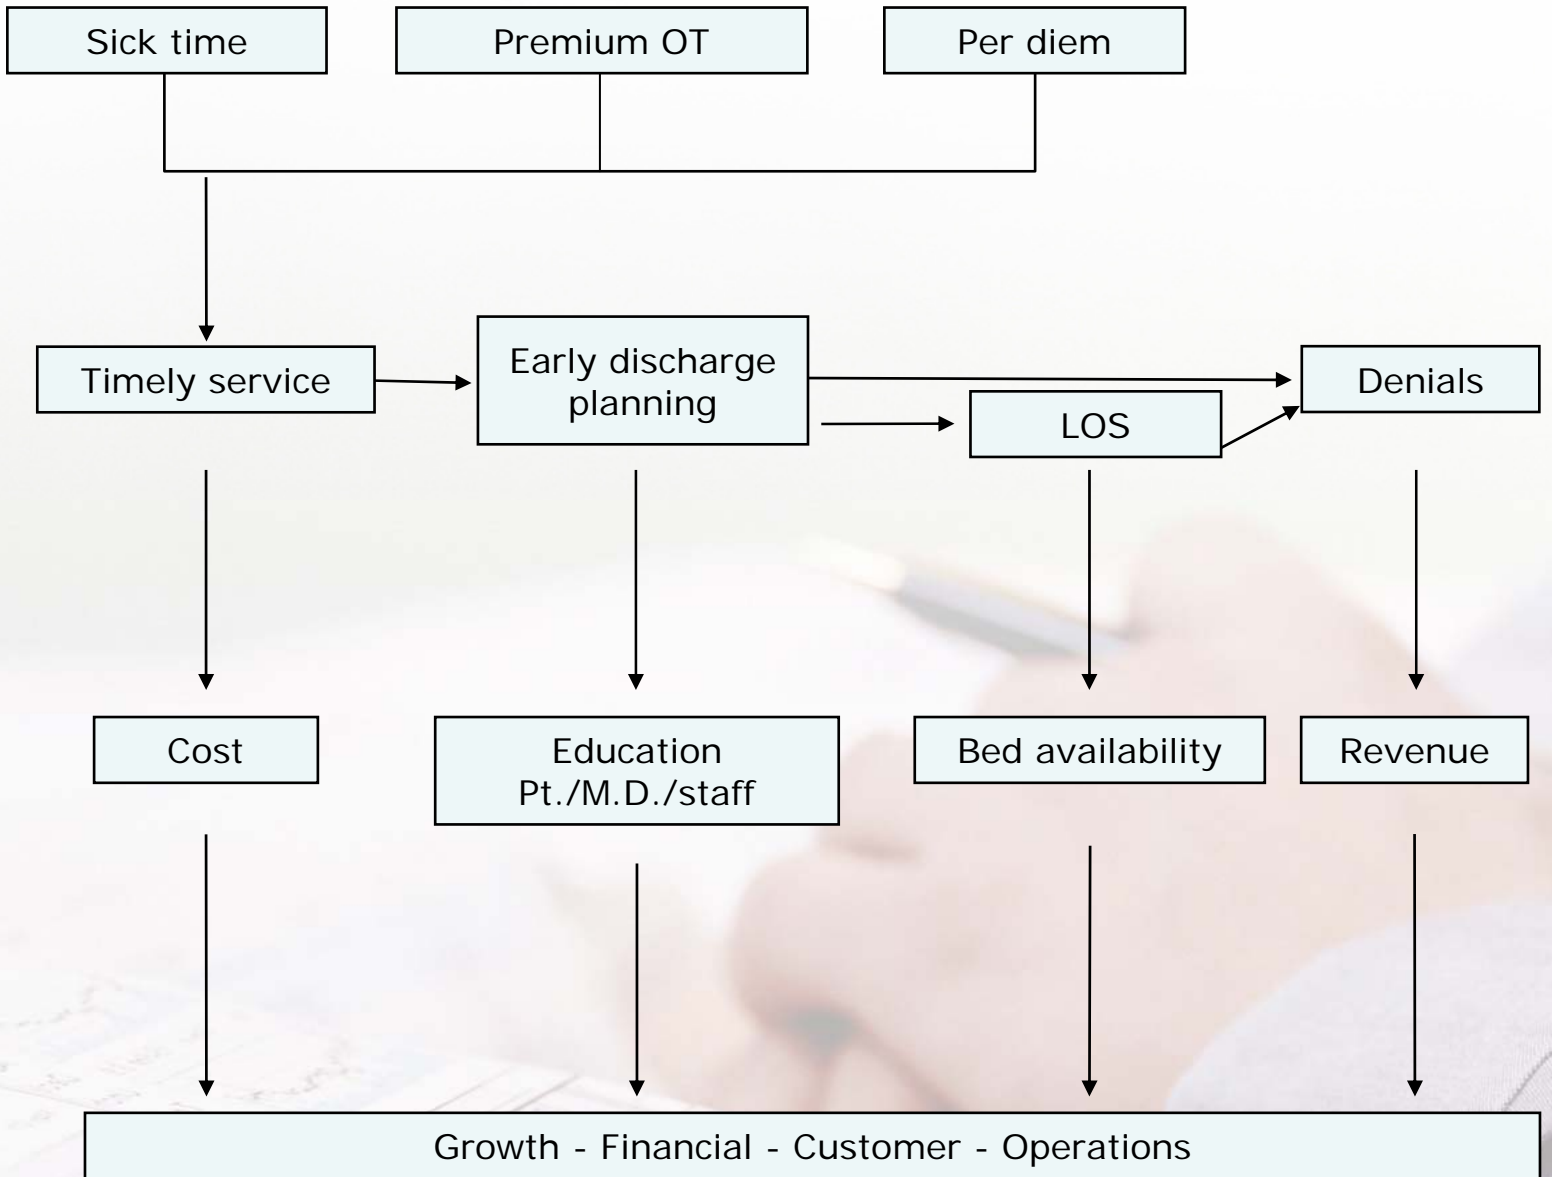 Sick time
Premium OT
Per diem
Timely service
Early discharge
planning
Denials
LOS
Cost
Education
Pt./M.D./staff
Bed availability
Revenue
Growth - Financial - Customer - Operations